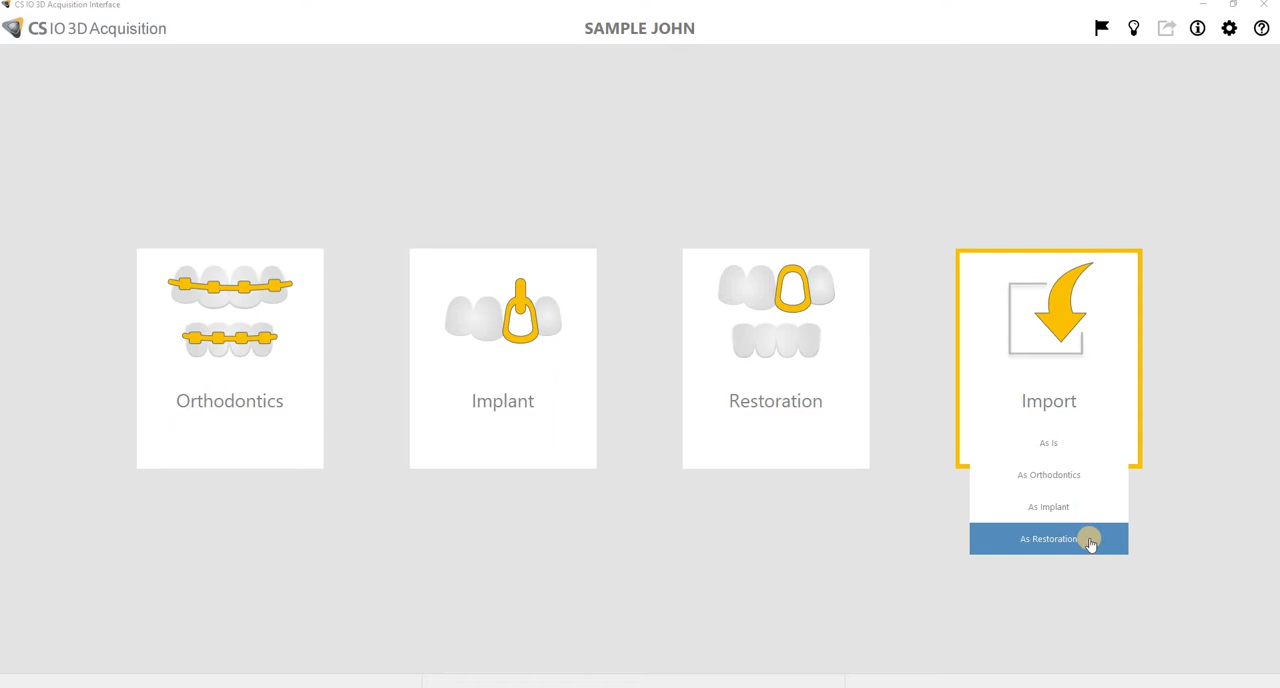 CS IO 3D Acquisition Interface
CS IO 3D Acquisition
SAMPLE JOHN
Orthodontics
Implant
Restoration
Import
As Is
As Orthodontics
As Implant
As Restoration